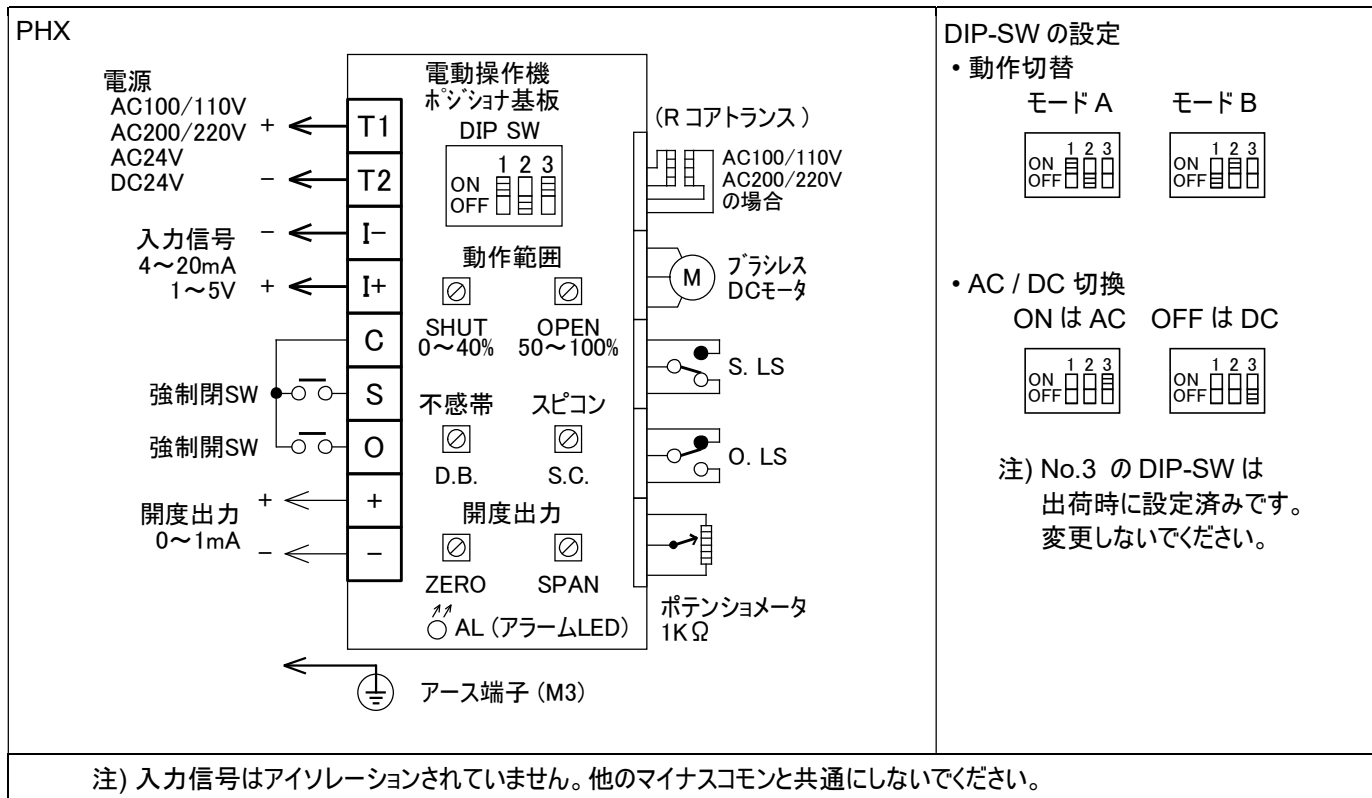 PHX
電源
AC100/110V
AC200/220V
AC24V
DC24V
+
−
入力信号
4～20mA
1～5V
−
+
強制閉SW
強制開SW
開度出力
0～1mA
+
−
T1
T2
I−
I+
C
S
O
+
−
電動操作機
ﾎﾟｼﾞｼｮﾅ基板
DIP SW
1 2 3
ON
OFF
動作範囲
SHUT
0～40%
OPEN
50～100%
不感帯
D.B.
スピコン
S.C.
開度出力
ZERO
SPAN
AL (アラームLED)
アース端子 (M3)
(R コアトランス )
AC100/110V
AC200/220V
の場合
M
ﾌﾞﾗｼﾚｽ
DCﾓｰﾀ
S. LS
O. LS
ポテンショメータ
1KΩ
DIP-SW の設定
・動作切替
モード A
モード B
1 2 3
ON
OFF
1 2 3
ON
OFF
・AC / DC 切換
ON は AC
OFF は DC
1 2 3
ON
OFF
1 2 3
ON
OFF
注) No.3 の DIP-SW は
出荷時に設定済みです。
変更しないでください。
注) 入力信号はアイソレーションされていません。他のマイナスコモンと共通にしないでください。